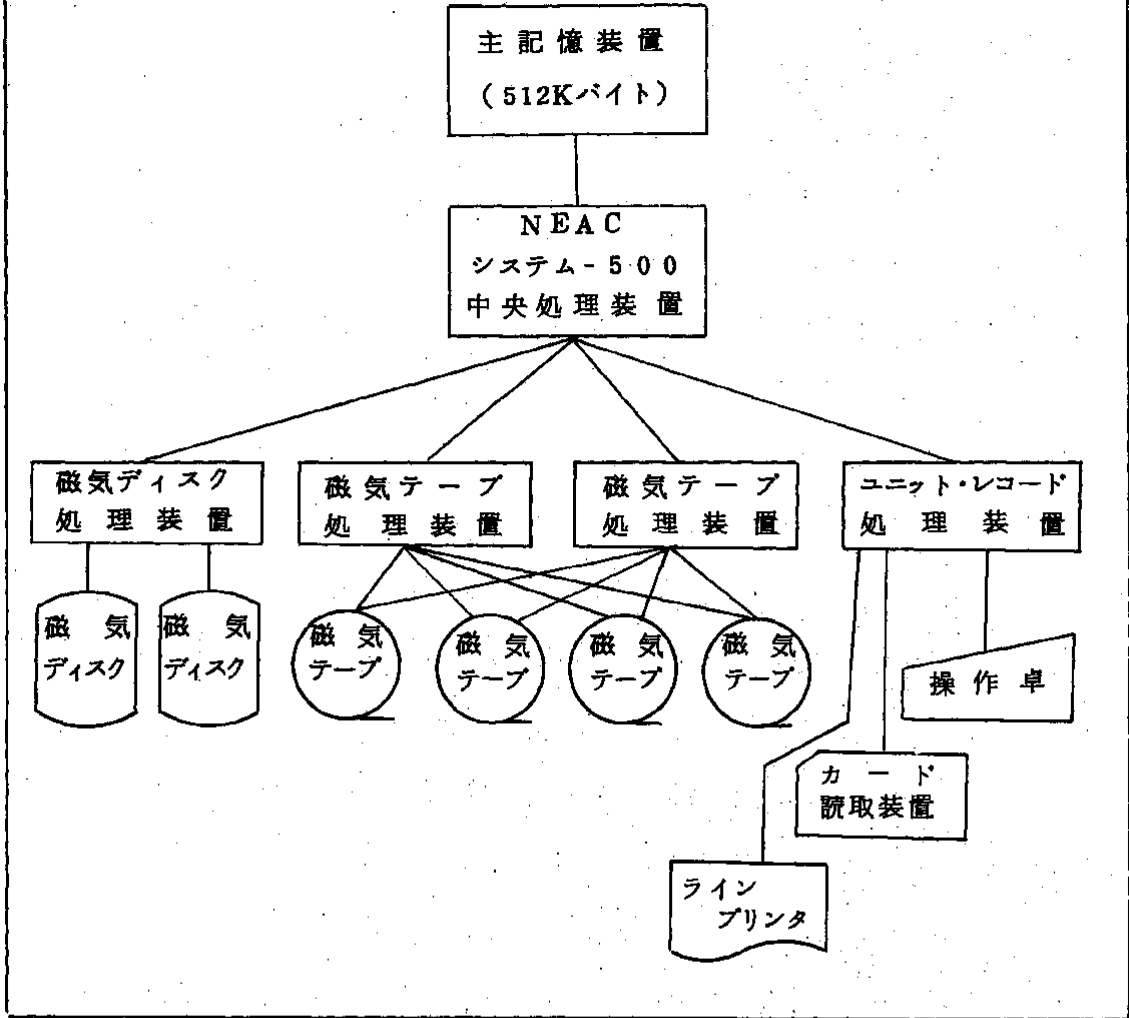 主記憶装置
(512Kバイト)
NEAC
システム-500
中央処理装置
磁気ディスク
処理装置
磁気テープ
処理装置
磁気テープ
処理装置
ユニット・レコード
処理装置
磁気
ディスク
磁気
ディスク
磁気
テープ
磁気
テープ
磁気
テープ
磁気
テープ
操作卓
カード
読取装置
ライン
プリンタ